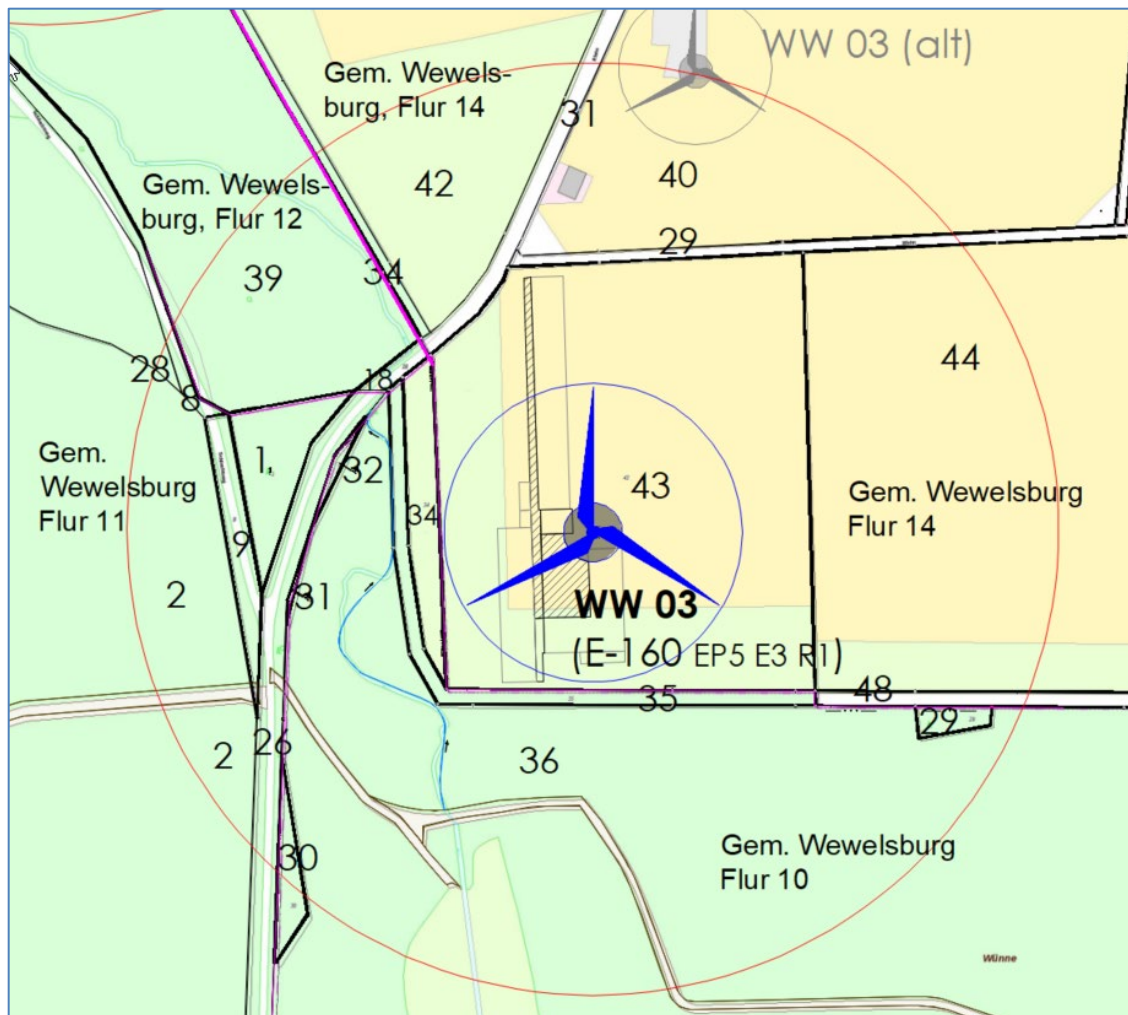 WW 03 (alt)
Gem. Wewels-
burg, Flur 14
31
42
40
Gem. Wewels-
burg, Flur 12
29
39
34
44
28
8
18
Gem.
Wewelsburg
Flur 11
1,
32
43
Gem. Wewelsburg
Flur 14
34
9
2
31
WW 03
(E-160 EP5 E3 R1)
48
35
29
2
26
36
30
Gem. Wewelsburg
Flur 10
Wünne